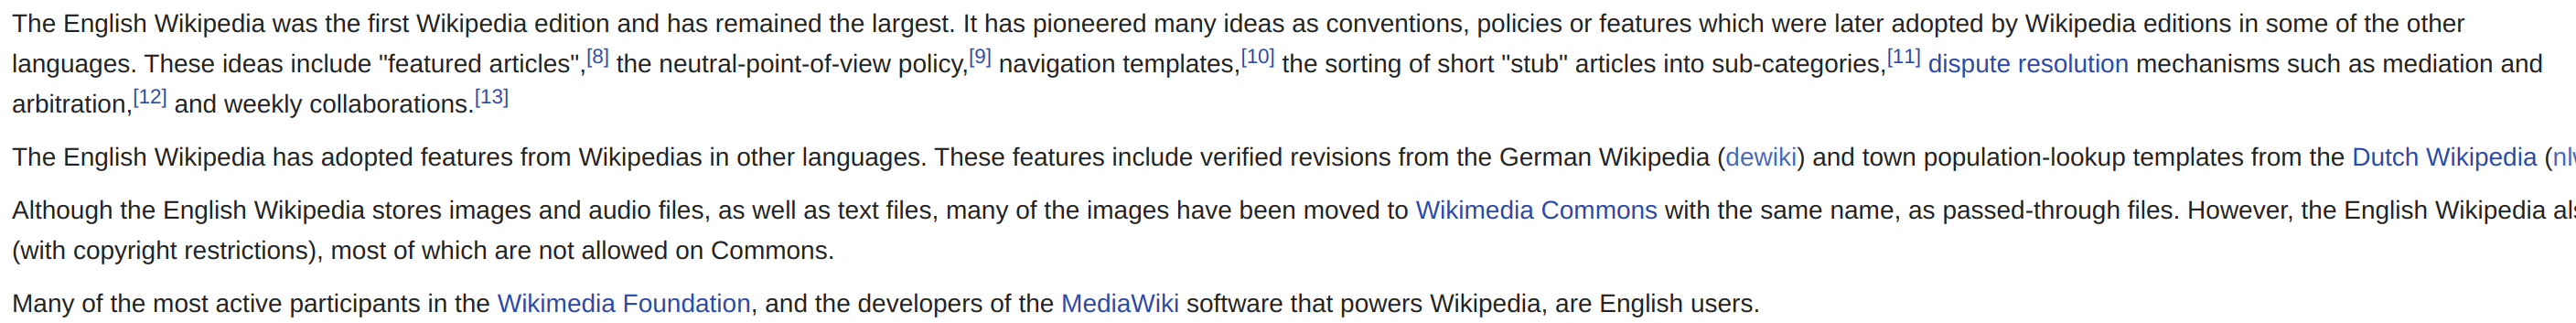 The English Wikipedia was the first Wikipedia edition and has remained the largest. It has pioneered many ideas as conventions, policies or features which were later adopted by Wikipedia editions in some of the other
languages. These ideas include "featured articles",[8] the neutral-point-of-view policy,[9] navigation templates,[10] the sorting of short "stub" articles into sub-categories,[11] dispute resolution mechanisms such as mediation and
arbitration,[12] and weekly collaborations.[13]
The English Wikipedia has adopted features from Wikipedias in other languages. These features include verified revisions from the German Wikipedia (dewiki) and town population-lookup templates from the Dutch Wikipedia (
Although the English Wikipedia stores images and audio files, as well as text files, many of the images have been moved to Wikimedia Commons with the same name, as passed-through files. However, the English Wikipedia
(with copyright restrictions), most of which are not allowed on Commons.
Many of the most active participants in the Wikimedia Foundation, and the developers of the MediaWiki software that powers Wikipedia, are English users.